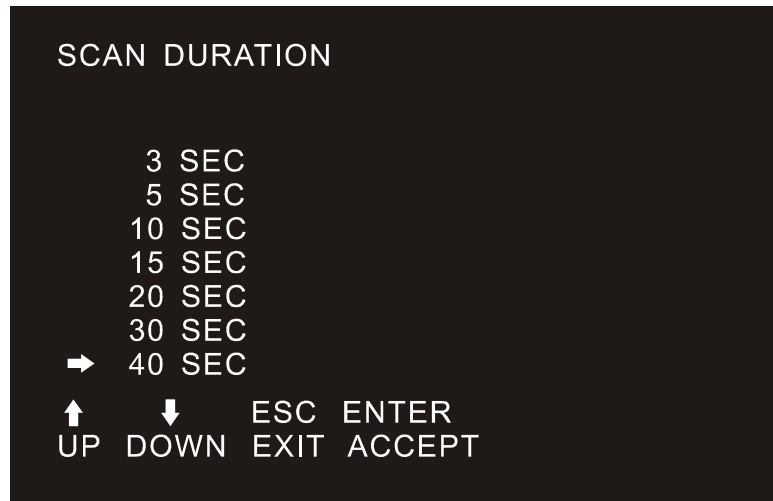 SCAN DURATION
3 SEC
5 SEC
10 SEC
15 SEC
20 SEC
30 SEC
➡ 40 SEC
⬆ ⬇ ESC ENTER
UP DOWN EXIT ACCEPT